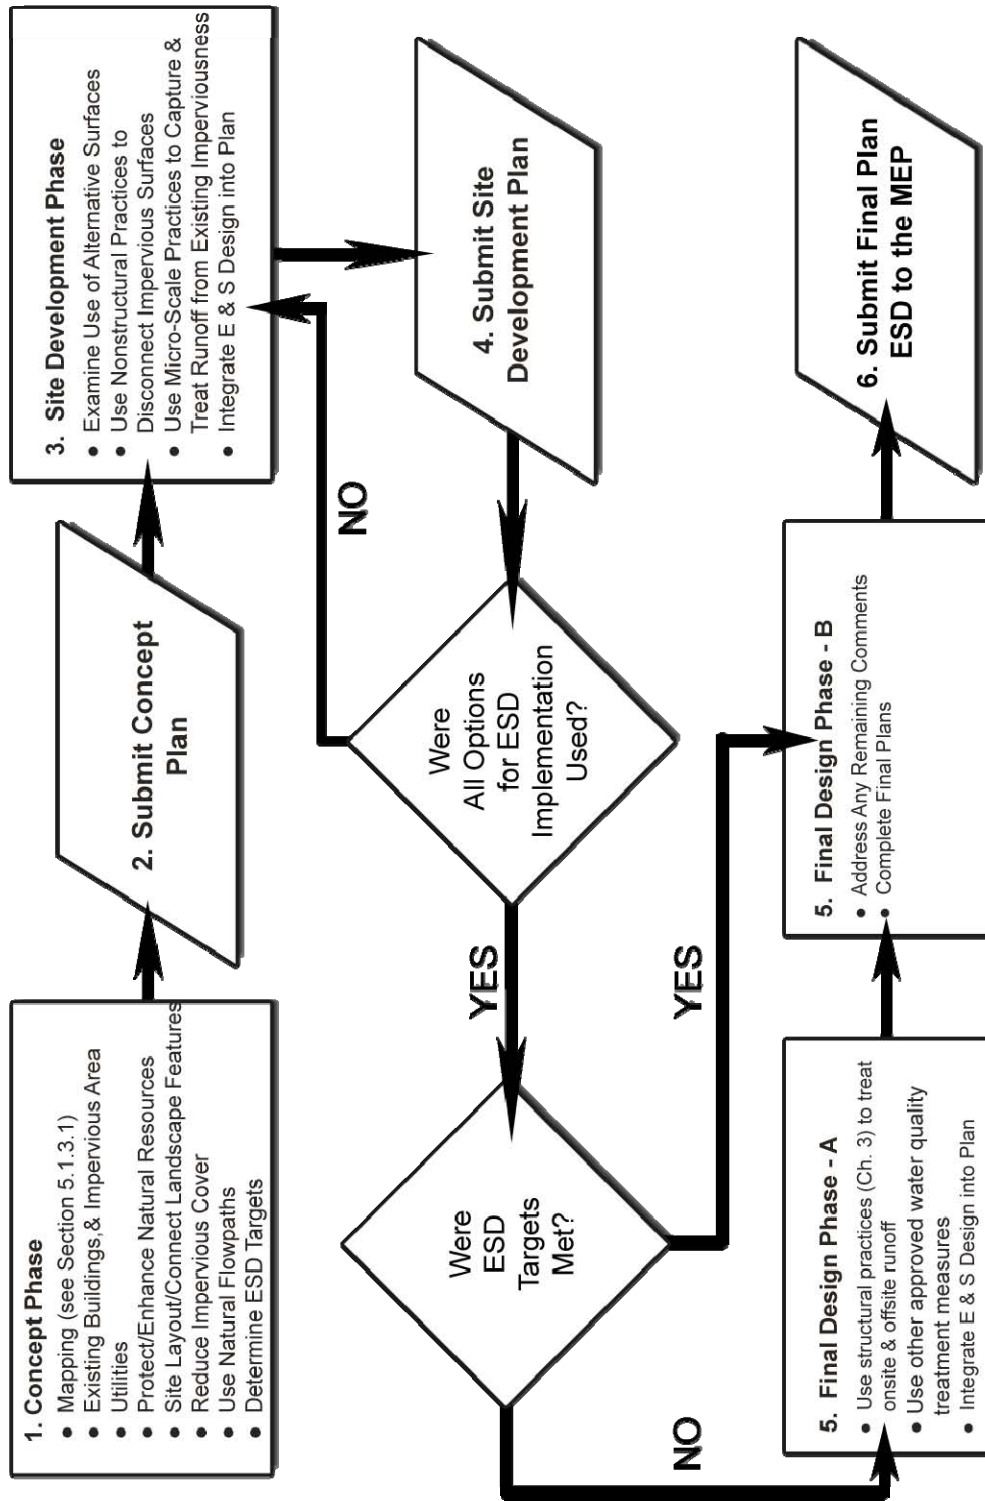 1. Concept Phase
● Mapping (see Section 5.1.3.1)
● Existing Buildings,& Impervious Area
● Utilities
● Protect/Enhance Natural Resources
● Site Layout/Connect Landscape Features
● Reduce Impervious Cover
● Use Natural Flowpaths
● Determine ESD Targets
2. Submit Concept
Plan
3. Site Development Phase
● Examine Use of Alternative Surfaces
● Use Nonstructural Practices to
Disconnect Impervious Surfaces
● Use Micro-Scale Practices to Capture &
Treat Runoff from Existing Imperviousness
● Integrate E & S Design into Plan
4. Submit Site
Development Plan
Were
All Options
for ESD
Implementation
Used?
NO
YES
Were
ESD
Targets
Met?
YES
NO
5. Final Design Phase - A
● Use structural practices (Ch. 3) to treat
onsite & offsite runoff
● Use other approved water quality
treatment measures
● Integrate E & S Design into Plan
5. Final Design Phase - B
● Address Any Remaining Comments
● Complete Final Plans
6. Submit Final Plan
ESD to the MEP